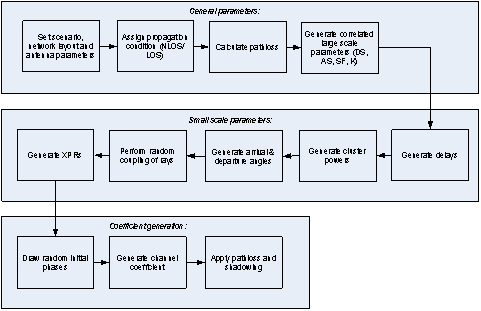 General parameters:
Set scenario,
network layout and
antenna parameters
Assign propagation
condition (NLOS/
LOS)
Calculate pathloss
Generate correlated
large scale
parameters (DS,
AS, SF, K)
Small scale parameters:
Generate XPRs
Perform random
coupling of rays
Generate arrival &
departure angles
Generate cluster
powers
Generate delays
Coefficient generation:
Draw random initial
phases
Generate channel
coefficient
Apply pathloss and
shadowing